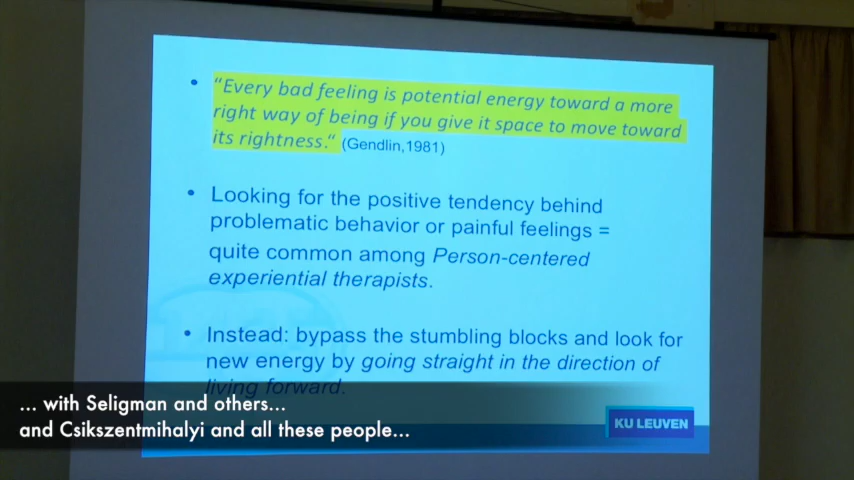 • "Every bad feeling is potential energy toward a more
right way of being if you give it space to move toward
its rightness." (Gendlin,1981)
• Looking for the positive tendency behind
problematic behavior or painful feelings =
quite common among Person-centered
experiential therapists.
• Instead: bypass the stumbling blocks and look for
new energy by going straight in the direction of
living forward.
... with Seligman and others...
and Csikszentmihalyi and all these people...
KU LEUVEN